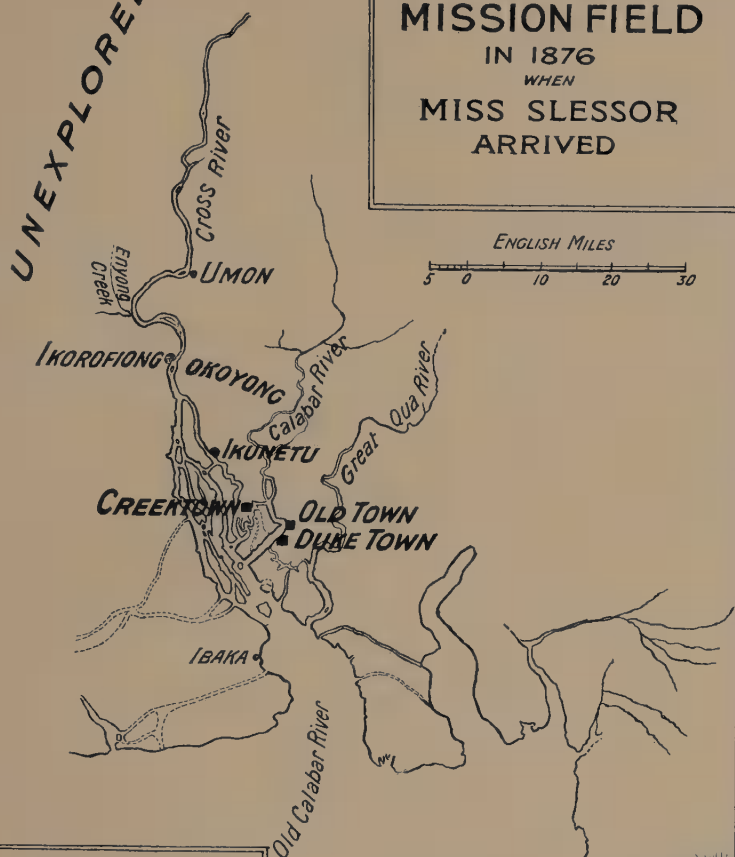 MISSION FIELD
IN 1876
WHEN
MISS SLESSOR
ARRIVED
UNEXPLORE
Cross River
ENGLISH MILES
5 0 10 20 30
Enyong
Creek
UMON
IKOROFIONG
OKOYONG
Calabar River
Great Qua River
IKUNETU
CREEKTOWN
OLD TOWN
DUKE TOWN
IBAKA
Old Calabar River